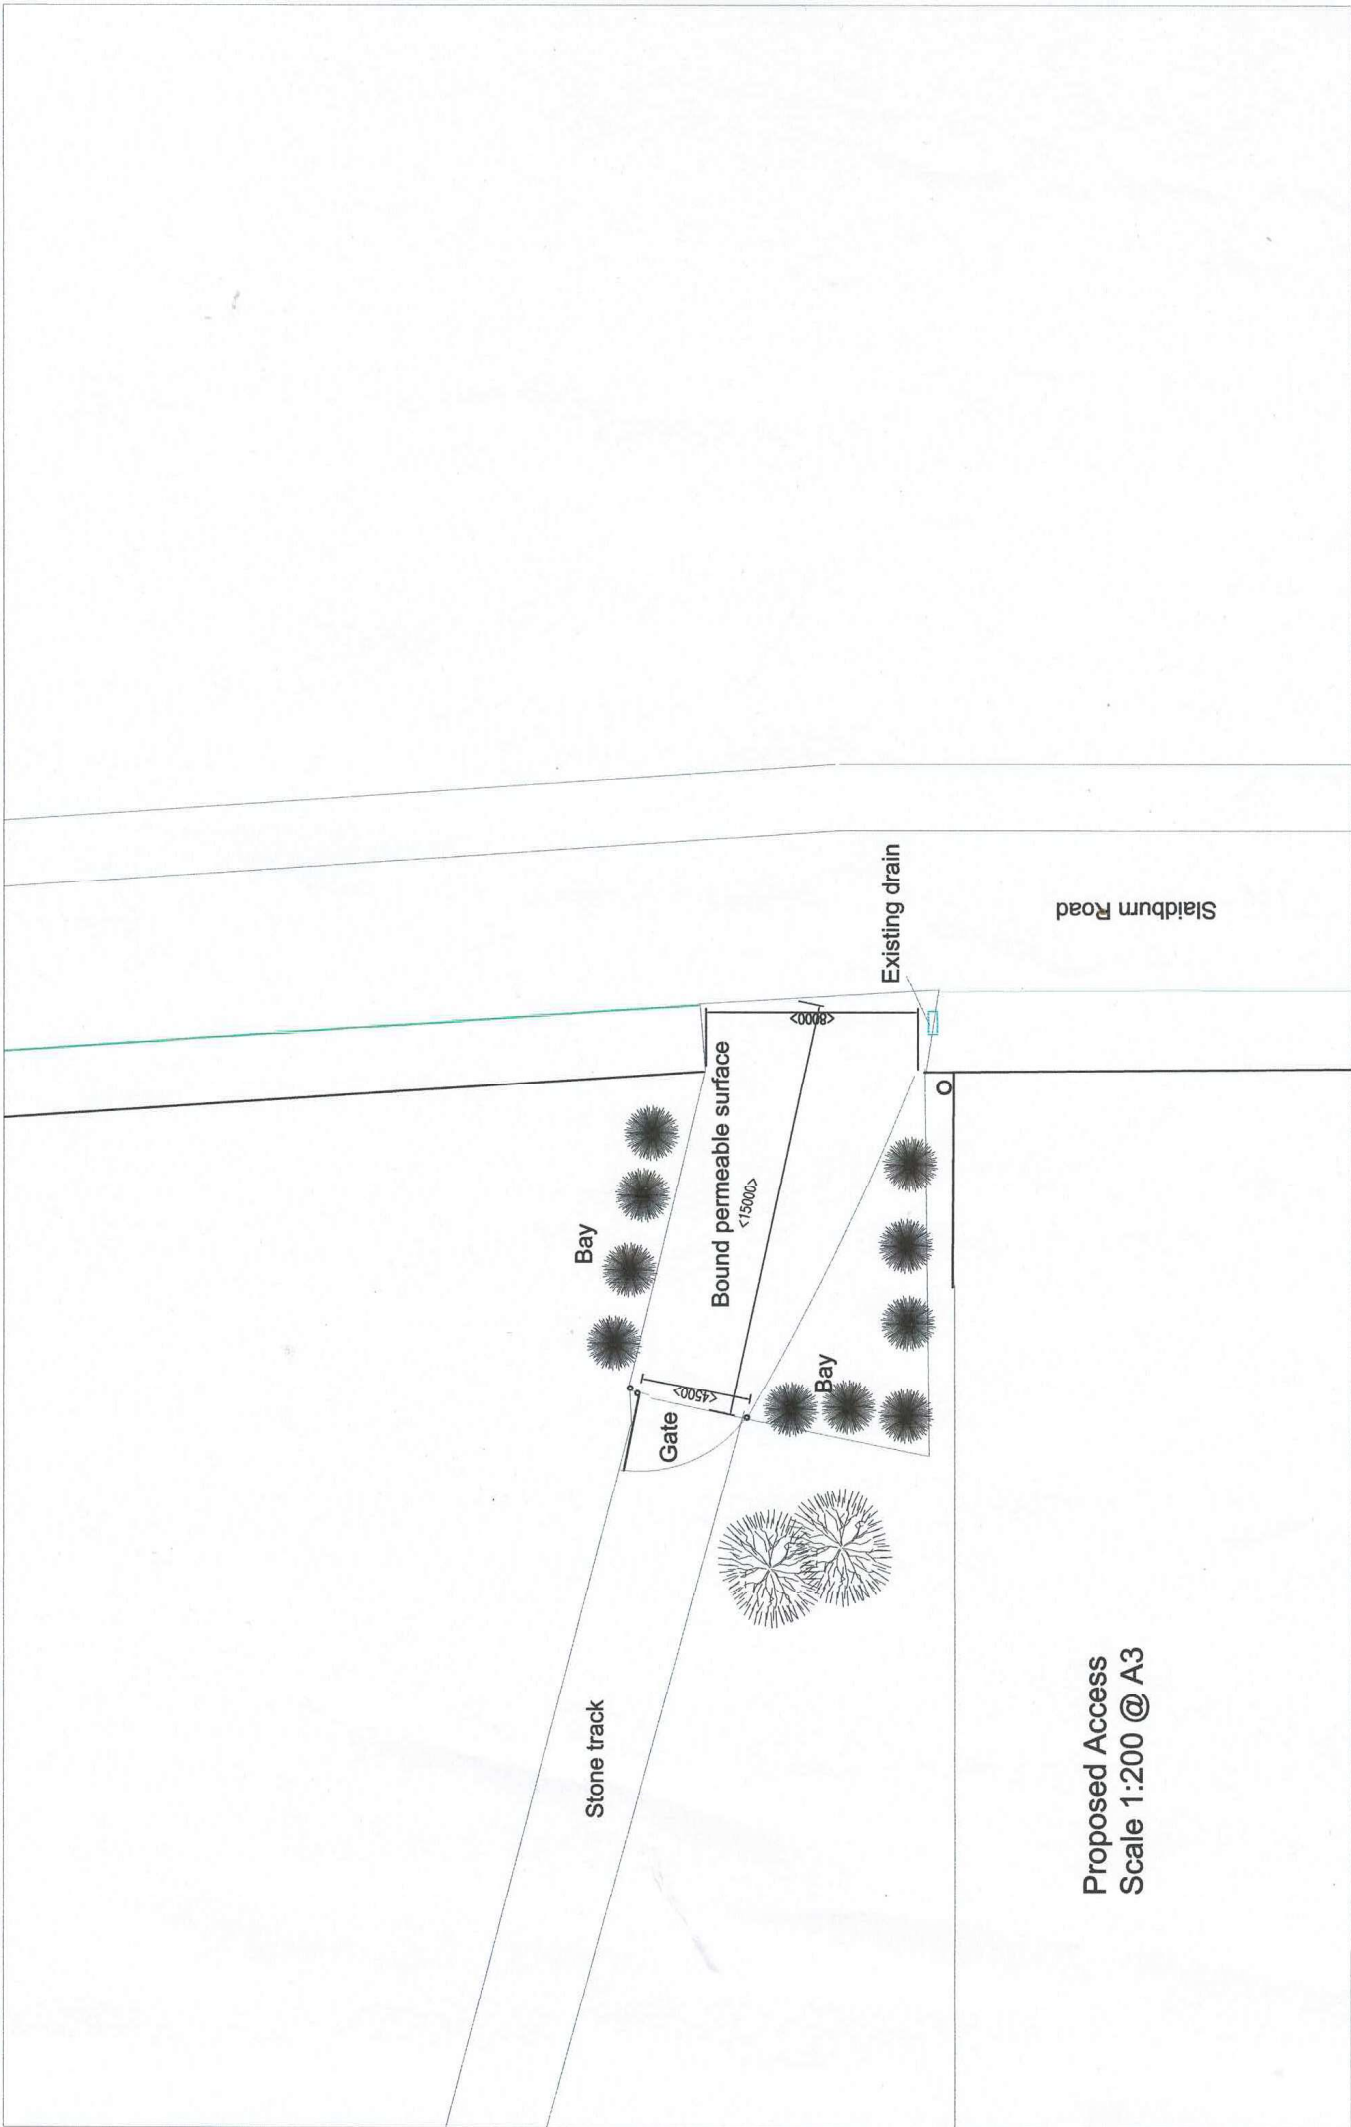 Slaidburn Road
Existing drain
<8000>
Bound permeable surface
<15000>
Bay
<4500>
Gate
Bay
Stone track
Proposed Access
Scale 1:200 @ A3